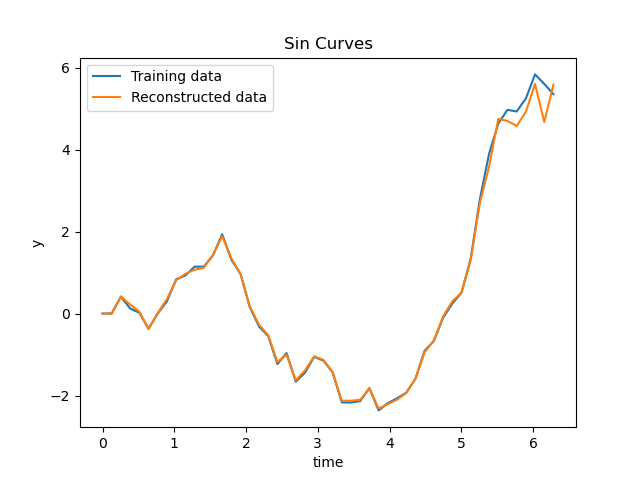 Sin Curves
Training data
Reconstructed data
6
4
2
0
−2
y
0 1 2 3 4 5 6
time